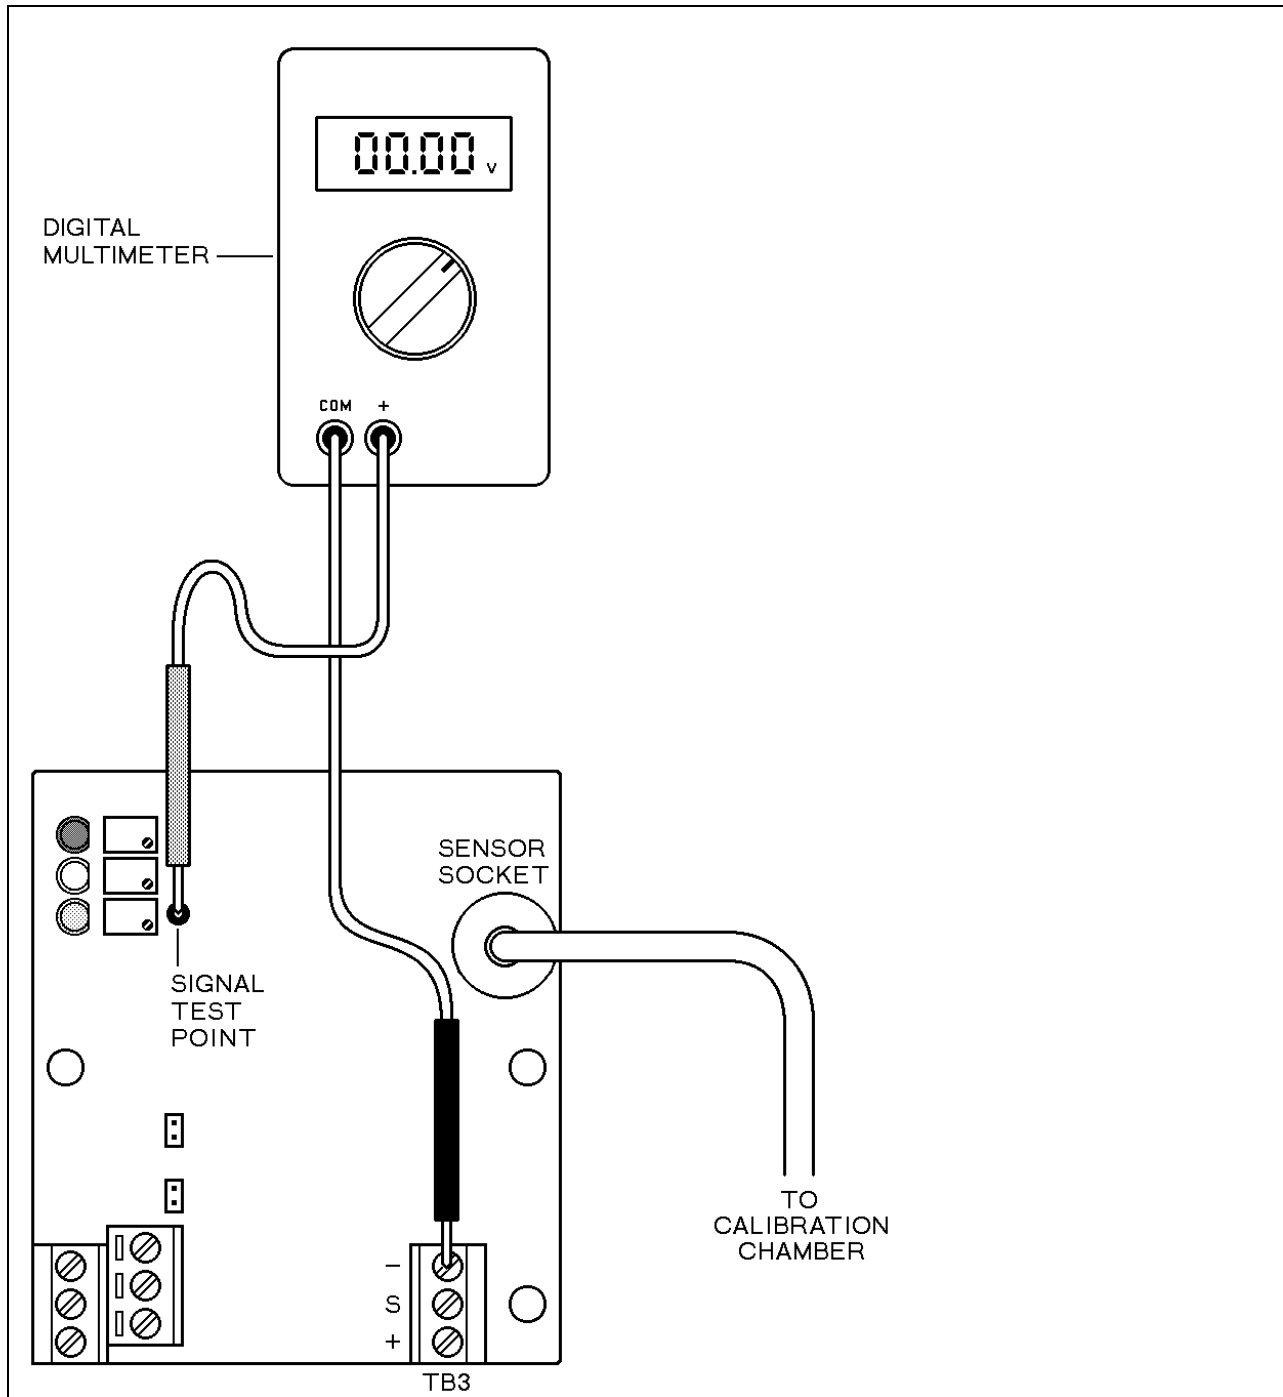 00.00 V
DIGITAL
MULTIMETER
COM +
SENSOR
SOCKET
SIGNAL
TEST
POINT
TO
CALIBRATION
CHAMBER
−
S
+
TB3